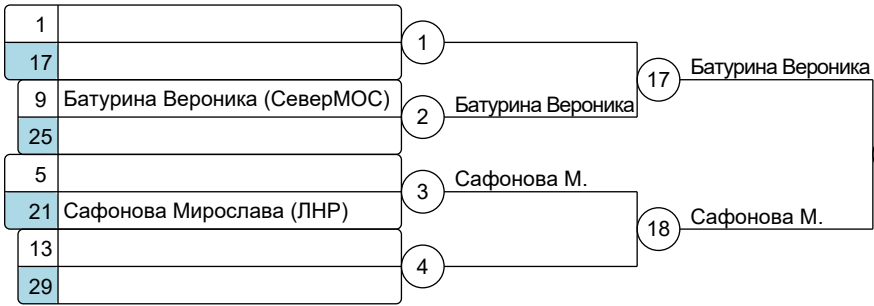 1
1
17
17
Батурина Вероника
9 Батурина Вероника (СеверМОС)
2
Батурина Вероника
25
5
3
Сафонова М.
21 Сафонова Мирослава (ЛНР)
18
Сафонова М.
13
4
29